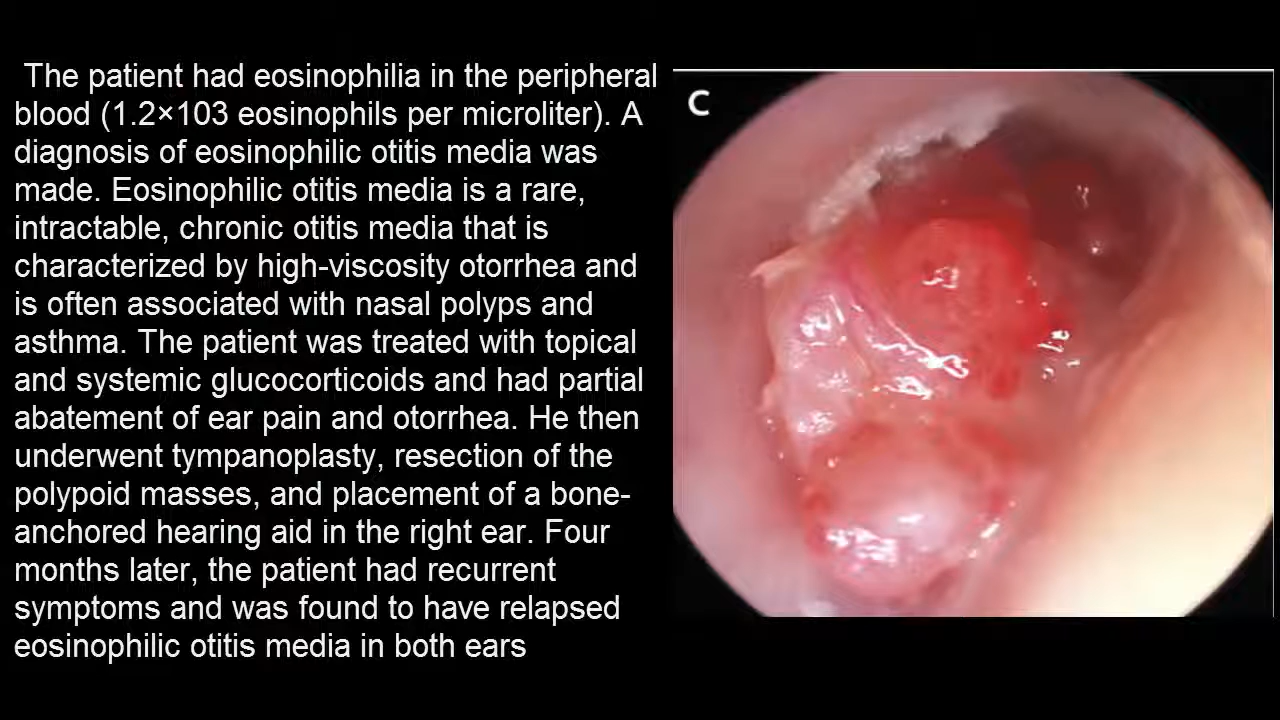 The patient had eosinophilia in the peripheral
blood (1.2×103 eosinophils per microliter). A
diagnosis of eosinophilic otitis media was
made. Eosinophilic otitis media is a rare,
intractable, chronic otitis media that is
characterized by high-viscosity otorrhea and
is often associated with nasal polyps and
asthma. The patient was treated with topical
and systemic glucocorticoids and had partial
abatement of ear pain and otorrhea. He then
underwent tympanoplasty, resection of the
polypoid masses, and placement of a bone-
anchored hearing aid in the right ear. Four
months later, the patient had recurrent
symptoms and was found to have relapsed
eosinophilic otitis media in both ears
C